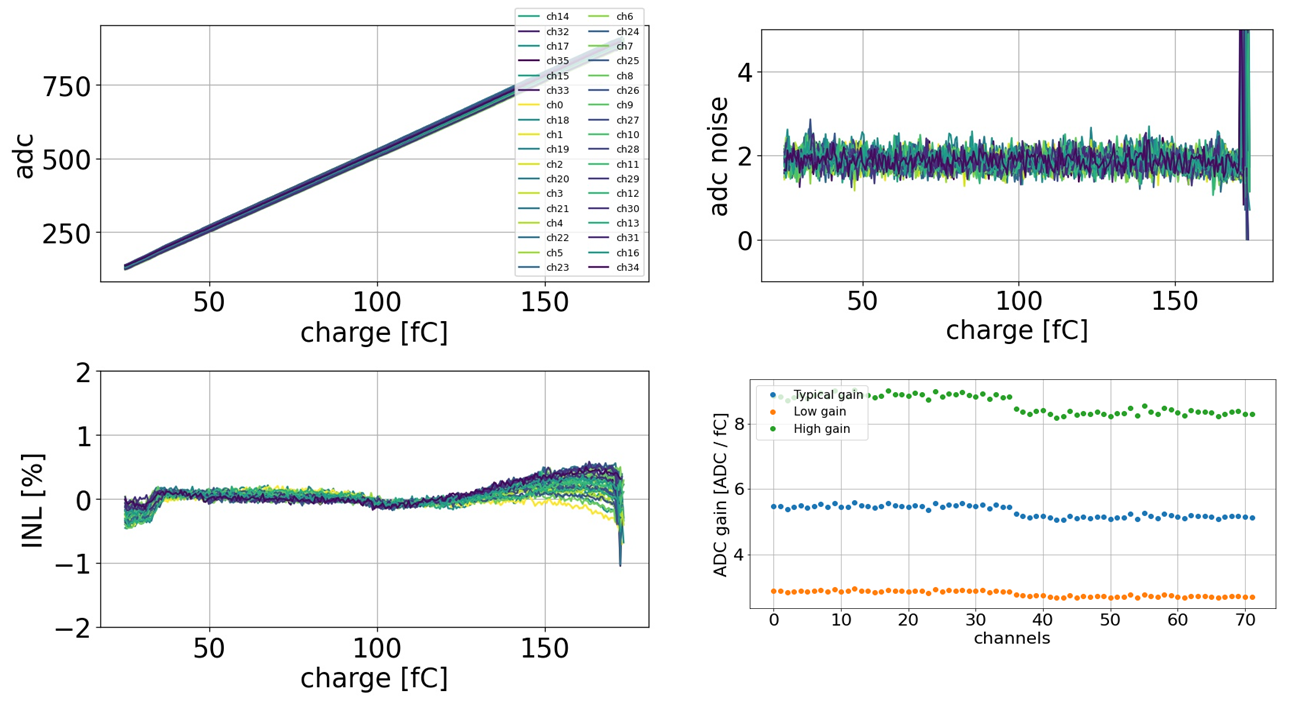 adc
750
500
250
50
100
150
charge [fC]
ch14
ch32
ch17
ch35
ch15
ch33
ch0
ch18
ch1
ch19
ch2
ch20
ch3
ch21
ch4
ch22
ch5
ch23
ch6
ch24
ch7
ch25
ch8
ch26
ch9
ch27
ch10
ch28
ch11
ch29
ch12
ch30
ch13
ch31
ch16
ch34
adc noise
4
2
0
50
100
150
charge [fC]
INL [%]
2
1
0
−1
−2
50
100
150
charge [fC]
ADC gain [ADC / fC]
8
6
4
Typical gain
Low gain
High gain
0
10
20
30
40
50
60
70
channels